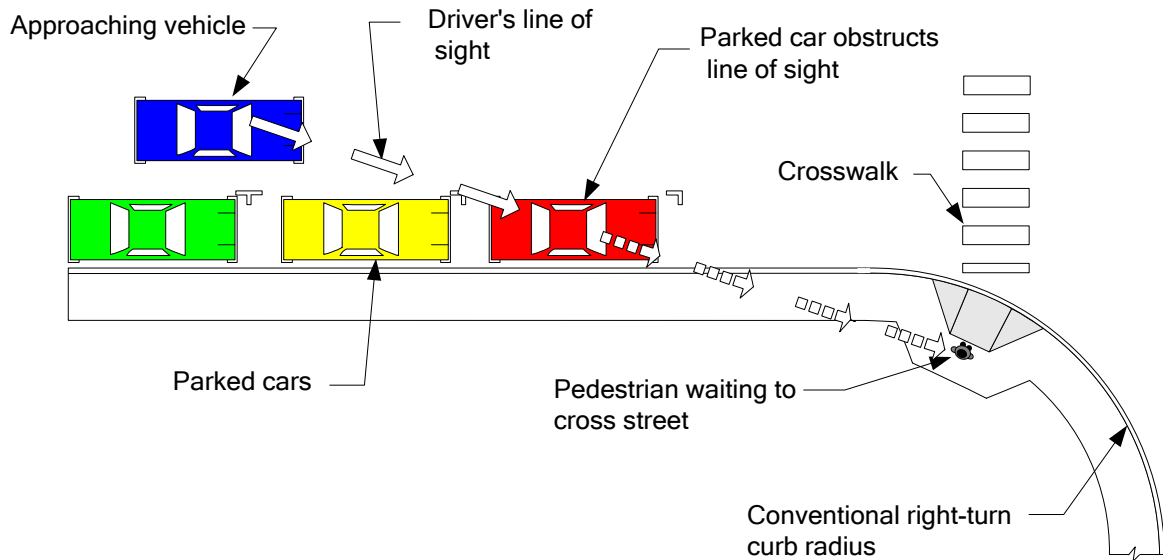 Approaching vehicle
Driver's line of
sight
Parked car obstructs
line of sight
Crosswalk
Parked cars
Pedestrian waiting to
cross street
Conventional right-turn
curb radius